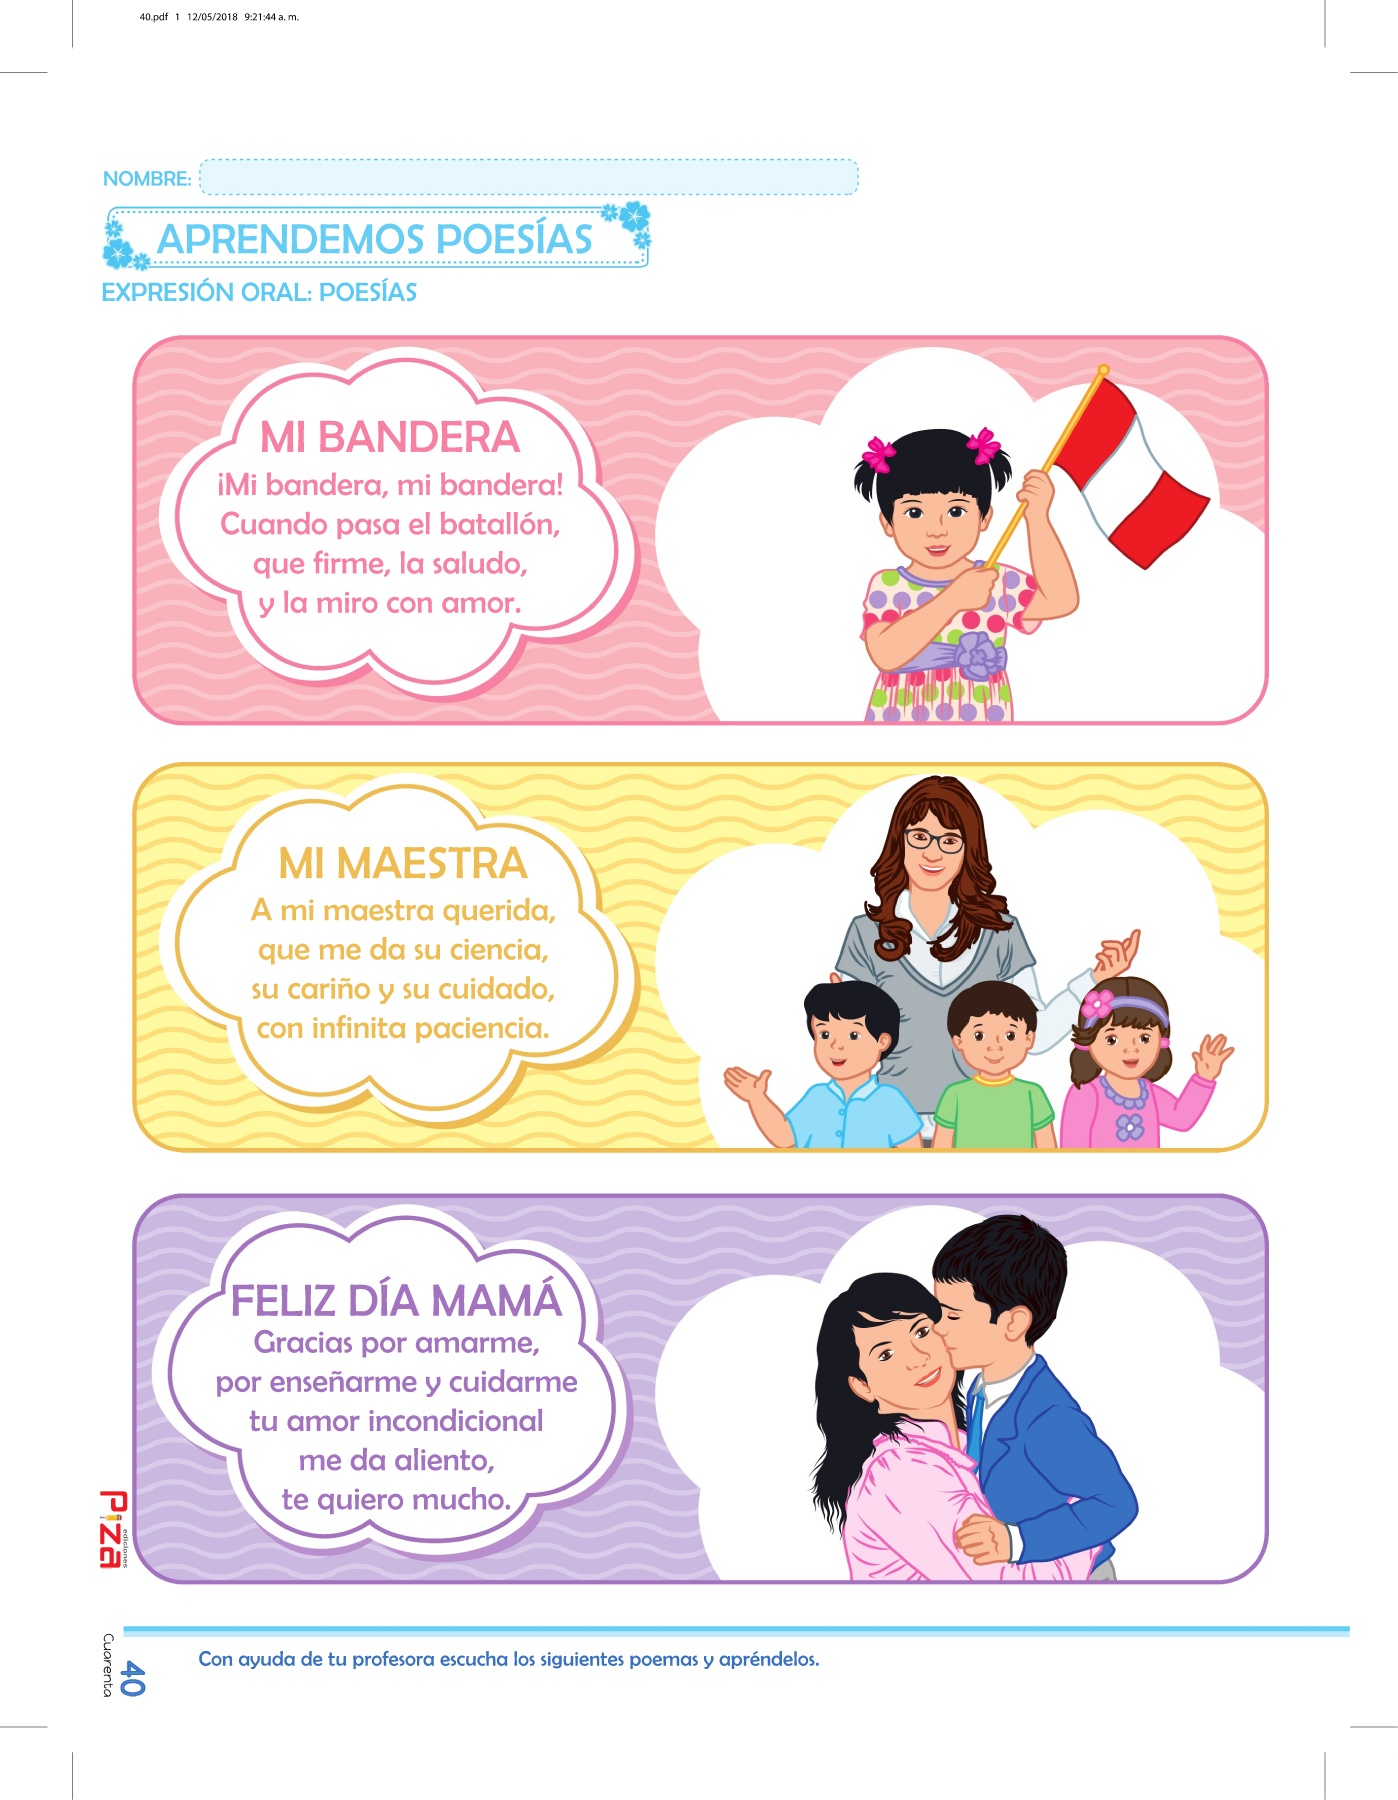 40.pdf 1 12/05/2018 9:21:44 a. m.
NOMBRE:
APRENDEMOS POESÍAS
EXPRESIÓN ORAL: POESÍAS
MI BANDERA
¡Mi bandera, mi bandera!
Cuando pasa el batallón,
que firme, la saludo,
y la miro con amor.
MI MAESTRA
A mi maestra querida,
que me da su ciencia,
su cariño y su cuidado,
con infinita paciencia.
FELIZ DÍA MAMÁ
Gracias por amarme,
por enseñarme y cuidarme
tu amor incondicional
me da aliento,
te quiero mucho.
Piza
ediciones
Cuarenta
40
Con ayuda de tu profesora escucha los siguientes poemas y apréndelos.